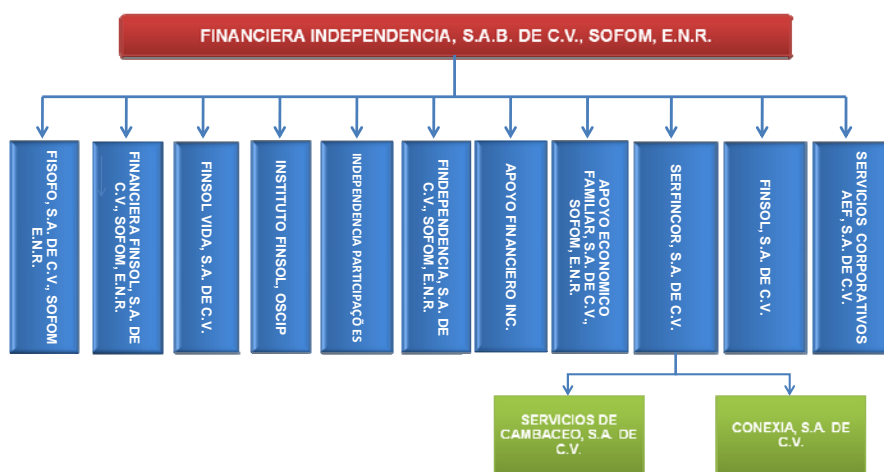 FINANCIERA INDEPENDENCIA, S.A.B. DE C.V., SOFOM, E.N.R.
FISOFO, S.A. DE C.V., SOFOM
E.N.R.
FINANCIERA FINSOL, S.A. DE
C.V., SOFOM, E.N.R.
FINSOL VIDA, S.A. DE C.V.
INSTITUTO FINSOL, OSCIP
INDEPENDENCIA PARTICIPAÇÕ ES
FINDEPENDENCIA, S.A. DE
C.V., SOFOM, E.N.R.
APOYO FINANCIERO INC.
APOYO ECONOMICO
FAMILIAR, S.A. DE C.V.,
SOFOM, E.N.R.
SERFINCOR, S.A. DE C.V.
FINSOL, S.A. DE C.V.
SERVICIOS CORPORATIVOS
AEF, S.A. DE C.V.
SERVICIOS DE
CAMBACEO, S.A. DE
C.V.
CONEXIA, S.A. DE
C.V.